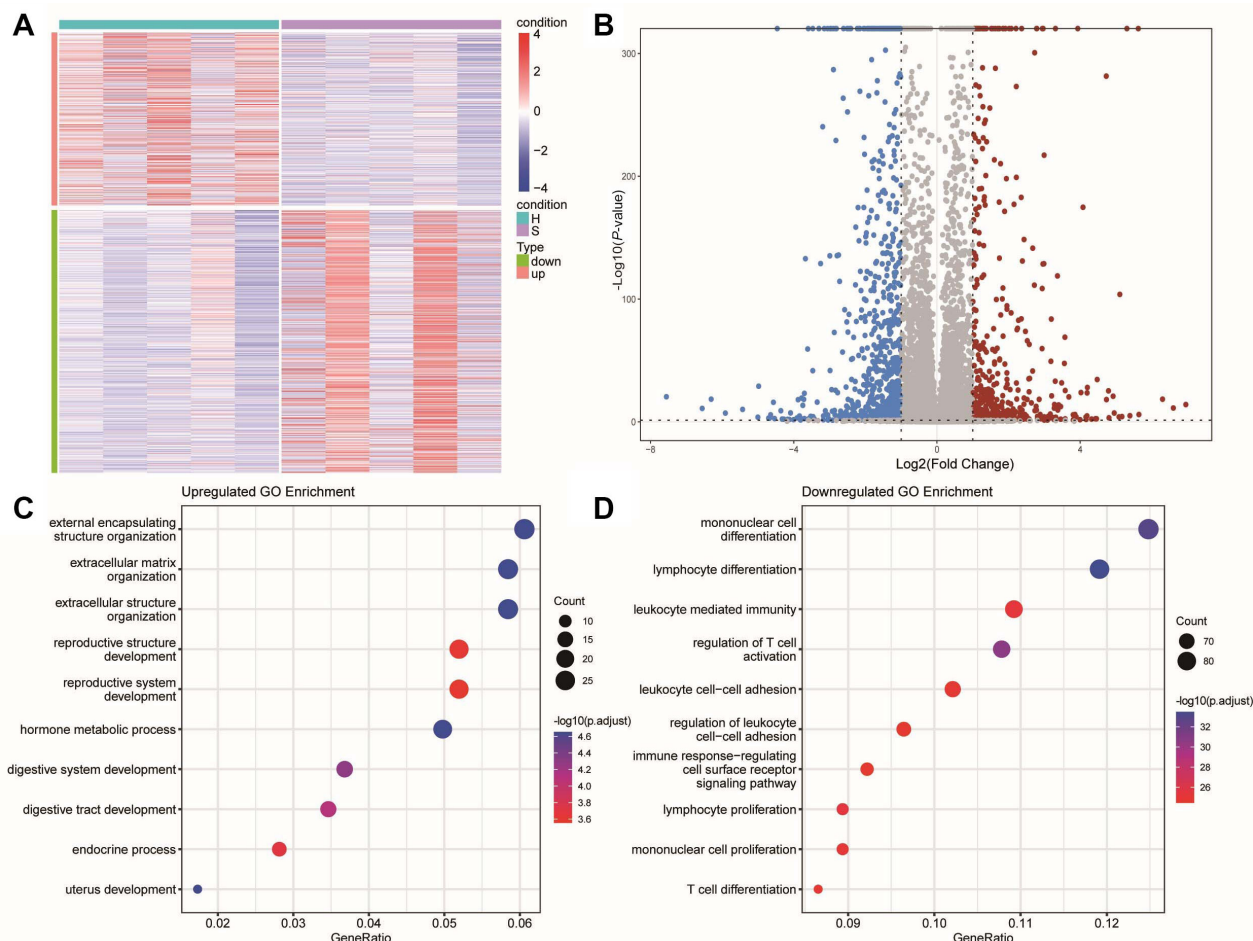 A
condition
4
2
0
−2
−4
condition
H
S
Type
down
up
B
300
200
100
0
-Log10(P-value)
-8
-4
0
4
Log2(Fold Change)
C
Upregulated GO Enrichment
external encapsulating
structure organization
extracellular matrix
organization
extracellular structure
organization
reproductive structure
development
reproductive system
development
hormone metabolic process
digestive system development
digestive tract development
endocrine process
uterus development
0.02
0.03
0.04
0.05
0.06
GeneRatio
Count
10
15
20
25
-log10(p.adjust)
4.6
4.4
4.2
4.0
3.8
3.6
D
Downregulated GO Enrichment
mononuclear cell
differentiation
lymphocyte differentiation
leukocyte mediated immunity
regulation of T cell
activation
leukocyte cell−cell adhesion
regulation of leukocyte
cell−cell adhesion
immune response−regulating
cell surface receptor
signaling pathway
lymphocyte proliferation
mononuclear cell proliferation
T cell differentiation
0.09
0.10
0.11
0.12
GeneRatio
Count
70
80
-log10(p.adjust)
32
30
28
26